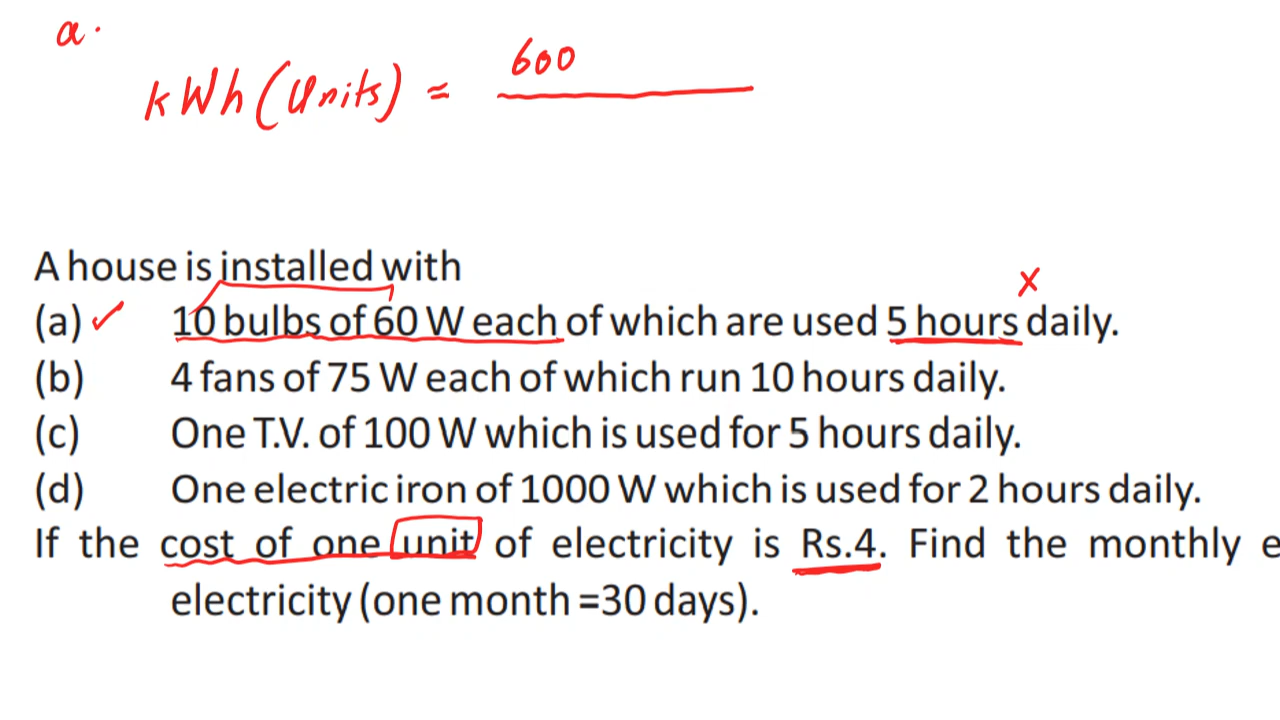 a.
kWh (Units) = 600
A house is installed with
(a) ✓ 10 bulbs of 60 W each of which are used 5 hours daily. x
(b) 4 fans of 75 W each of which run 10 hours daily.
(c) One T.V. of 100 W which is used for 5 hours daily.
(d) One electric iron of 1000 W which is used for 2 hours daily.
If the cost of one unit of electricity is Rs.4. Find the monthly e
electricity (one month =30 days).